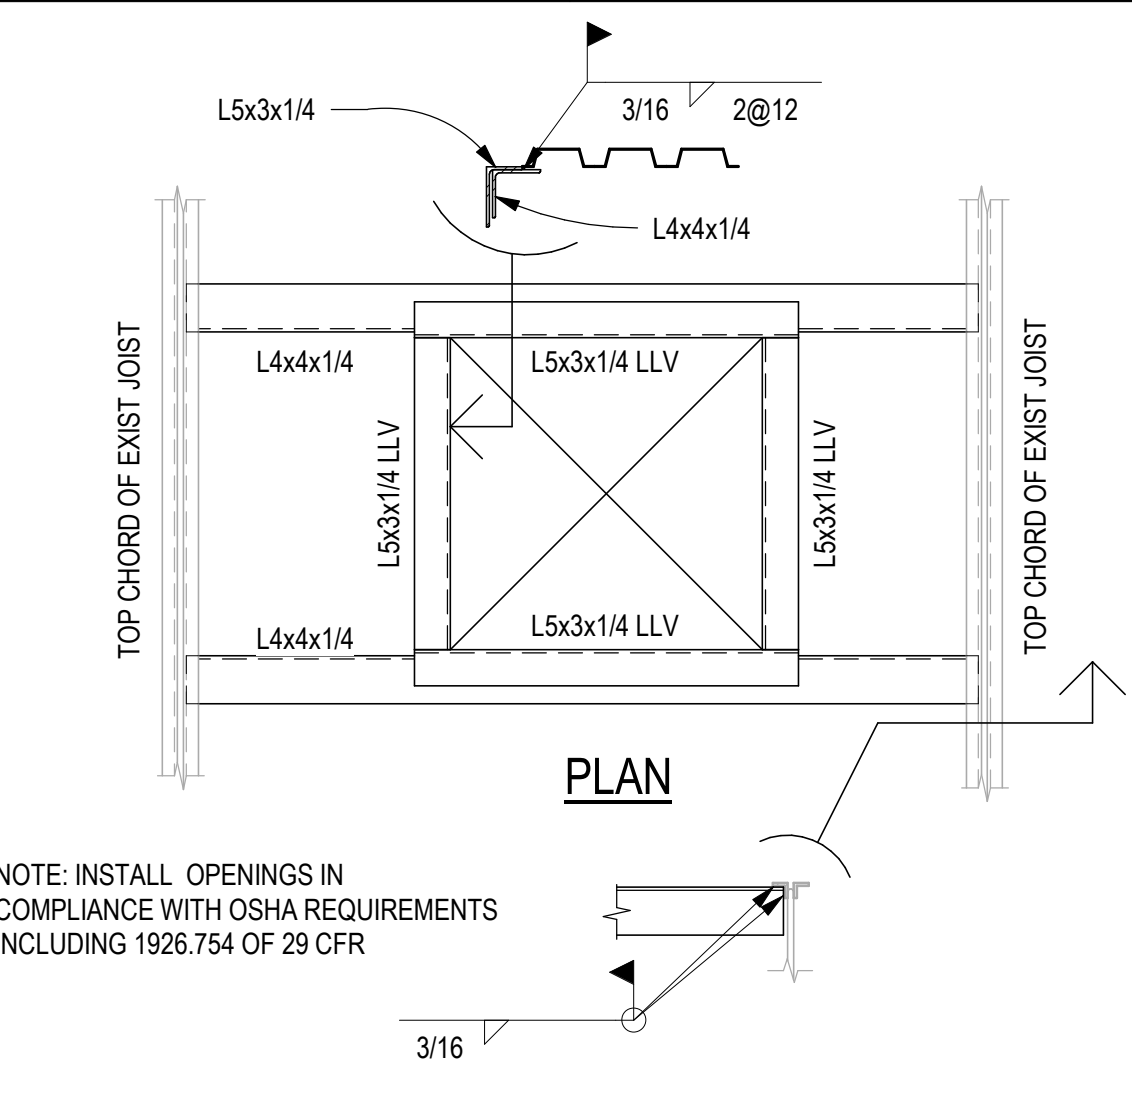 3/16 2@12
L5x3x1/4
L4x4x1/4
TOP CHORD OF EXIST JOIST
L4x4x1/4
L5x3x1/4 LLV
L5x3x1/4 LLV
L5x3x1/4 LLV
TOP CHORD OF EXIST JOIST
L4x4x1/4
L5x3x1/4 LLV
PLAN
NOTE: INSTALL OPENINGS IN
COMPLIANCE WITH OSHA REQUIREMENTS
INCLUDING 1926.754 OF 29 CFR
3/16